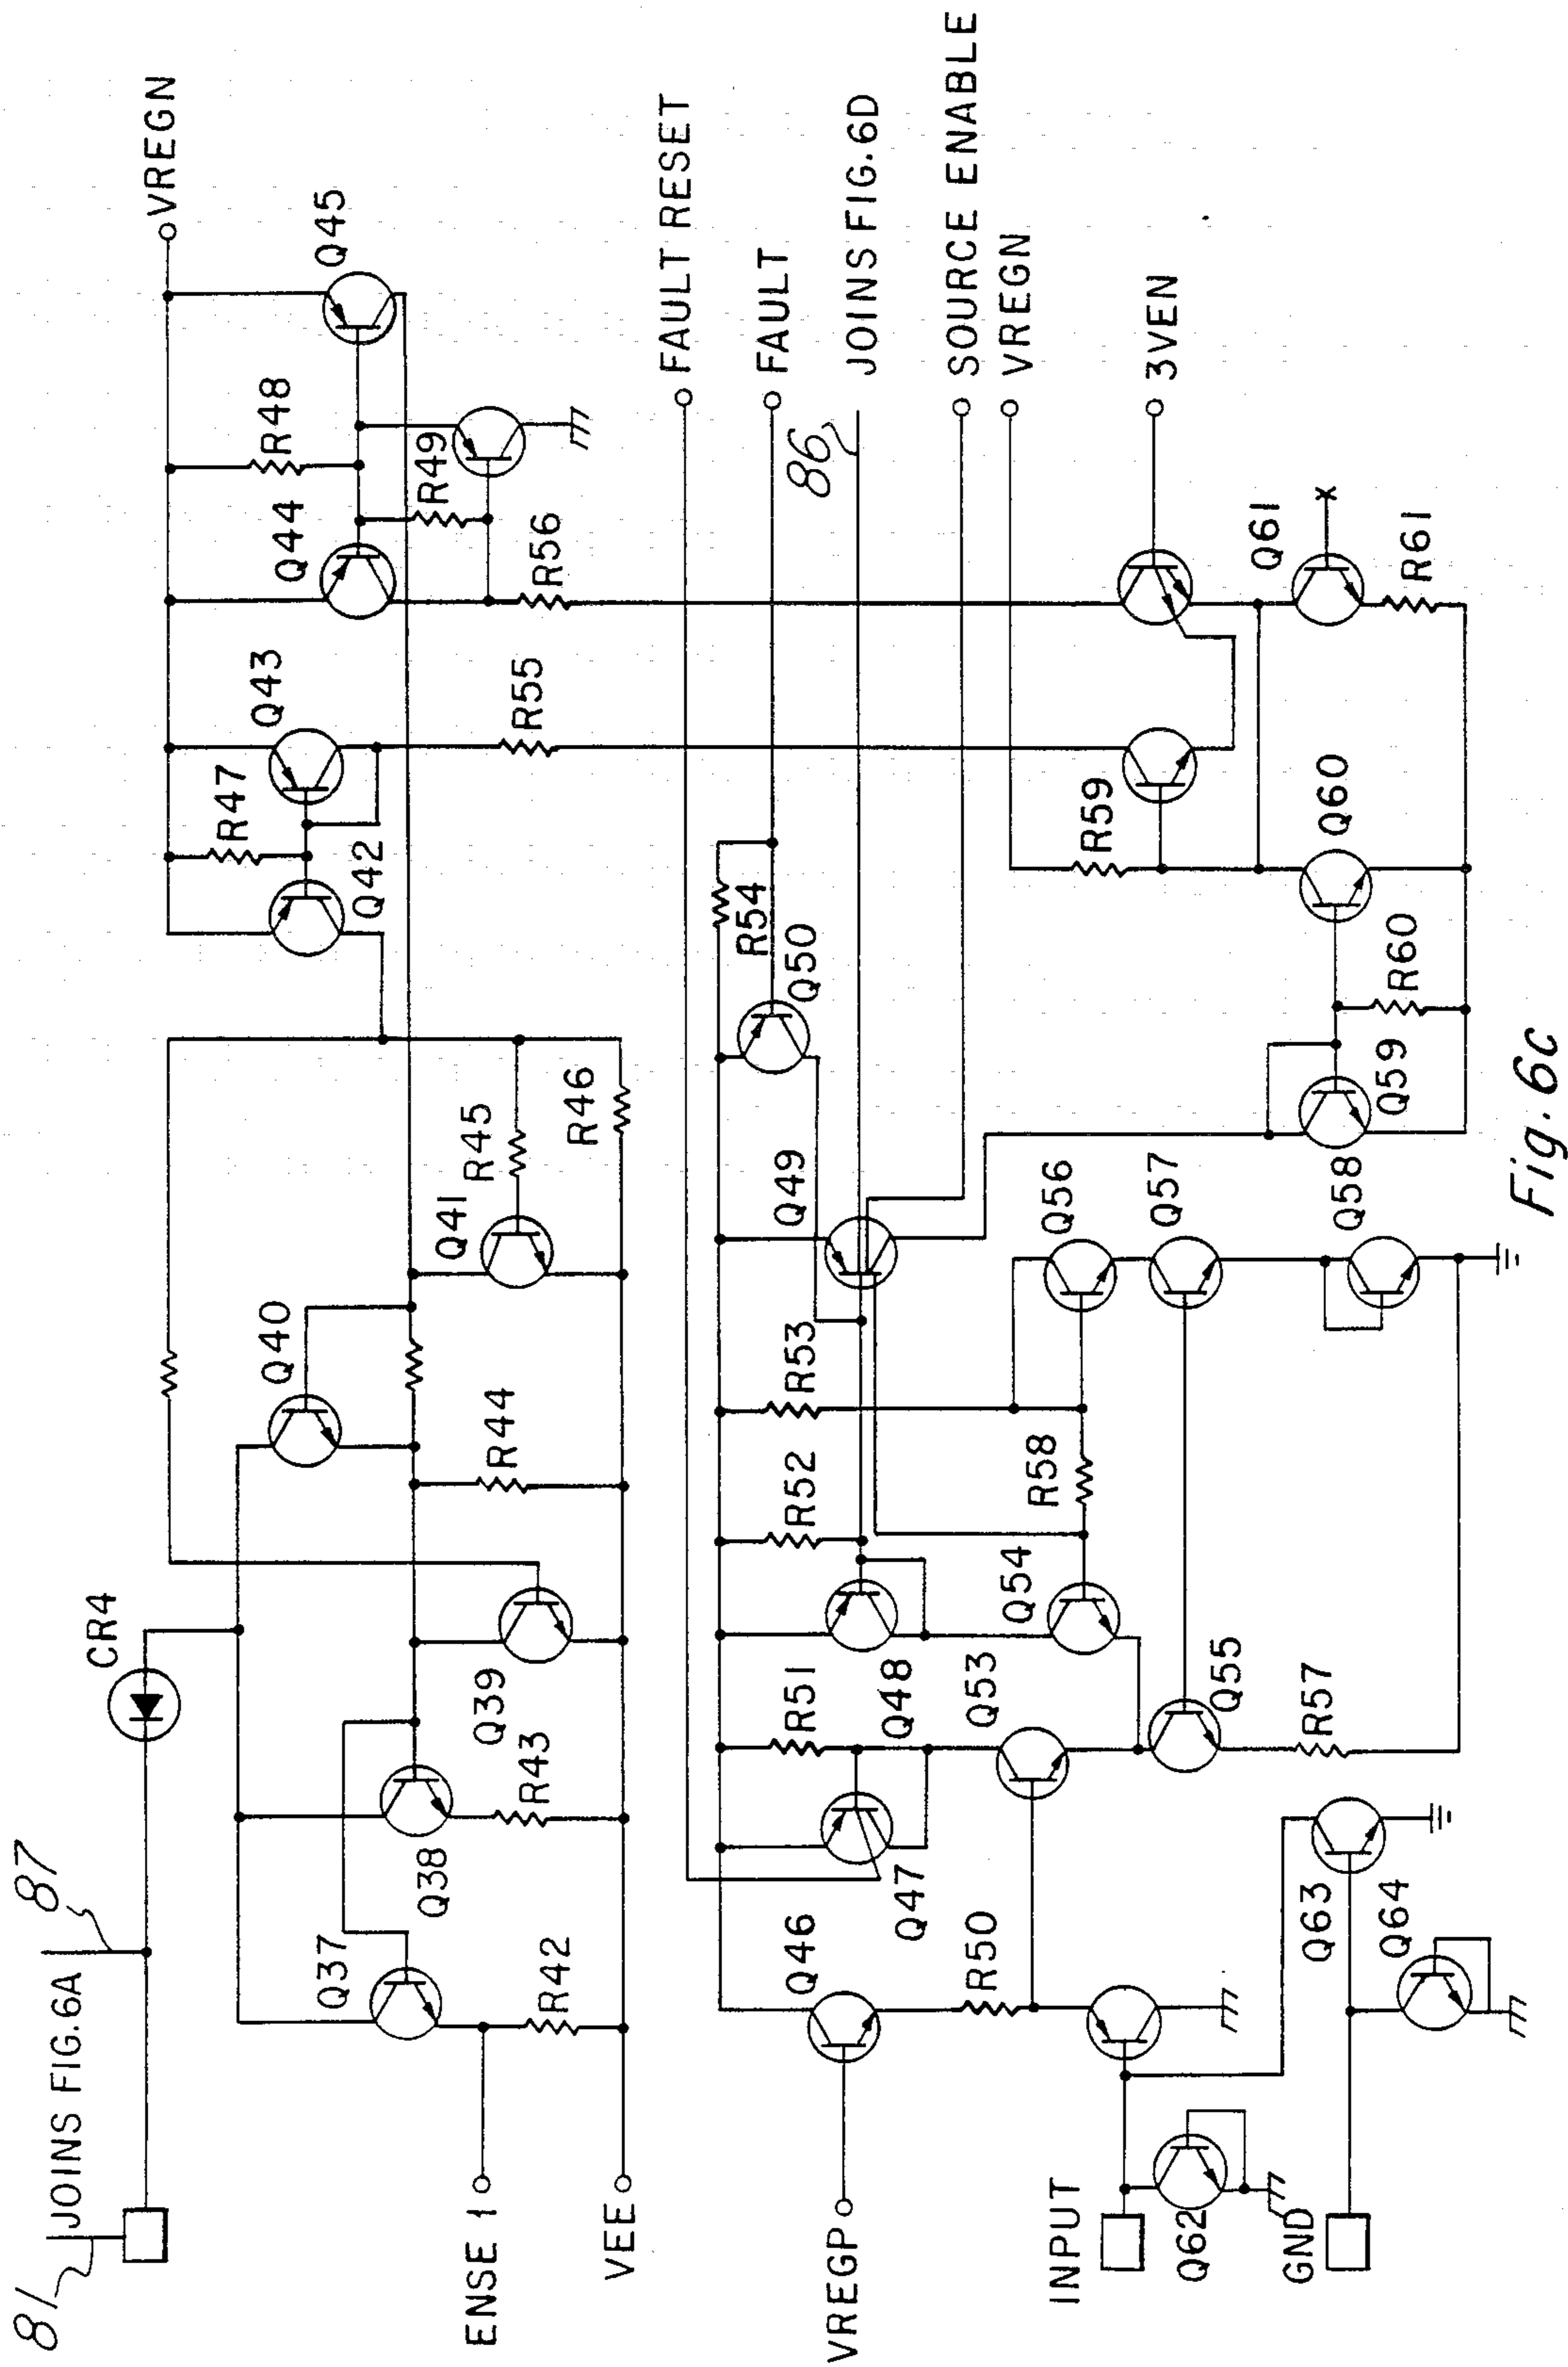 81
JOINS FIG.6A
87
CR4
VREGN
Q37
Q38
Q39
Q40
Q41
Q42
Q43
Q44
Q45
R42
R43
R44
R45
R46
R47
R48
R49
R55
R56
ENSE 1
VEE
FAULT RESET
FAULT
86
JOINS FIG.6D
SOURCE ENABLE
VREGN
3VEN
VREGP
Q46
Q47
Q48
Q49
Q50
R50
R51
R52
R53
R54
Q53
Q54
Q55
Q56
Q57
Q58
R57
R58
R59
Q59
Q60
Q61
R60
R61
x
INPUT
Q62
GND
Q63
Q64
Fig. 6c